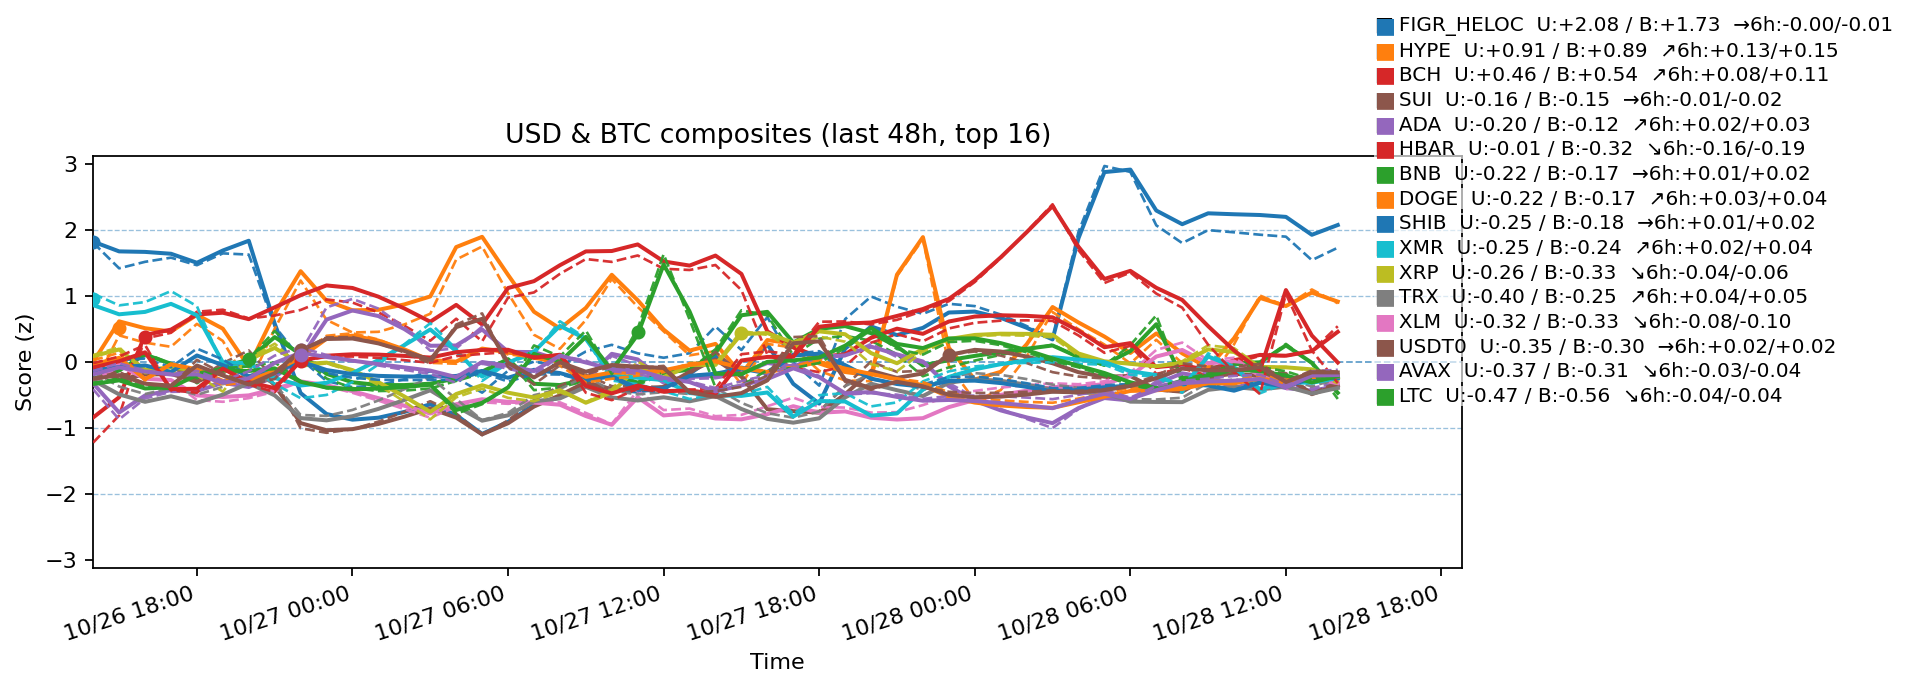 FIGR_HELOC U:+2.08 / B:+1.73 →6h:-0.00/-0.01
HYPE U:+0.91 / B:+0.89 ↗6h:+0.13/+0.15
BCH U:+0.46 / B:+0.54 ↗6h:+0.08/+0.11
SUI U:-0.16 / B:-0.15 →6h:-0.01/-0.02
ADA U:-0.20 / B:-0.12 ↗6h:+0.02/+0.03
HBAR U:-0.01 / B:-0.32 ↘6h:-0.16/-0.19
BNB U:-0.22 / B:-0.17 →6h:+0.01/+0.02
DOGE U:-0.22 / B:-0.17 ↗6h:+0.03/+0.04
SHIB U:-0.25 / B:-0.18 →6h:+0.01/+0.02
XMR U:-0.25 / B:-0.24 ↗6h:+0.02/+0.04
XRP U:-0.26 / B:-0.33 ↘6h:-0.04/-0.06
TRX U:-0.40 / B:-0.25 ↗6h:+0.04/+0.05
XLM U:-0.32 / B:-0.33 ↘6h:-0.08/-0.10
USDT0 U:-0.35 / B:-0.30 →6h:+0.02/+0.02
AVAX U:-0.37 / B:-0.31 ↘6h:-0.03/-0.04
LTC U:-0.47 / B:-0.56 ↘6h:-0.04/-0.04
USD & BTC composites (last 48h, top 16)
Score (z)
3
2
1
0
−1
−2
−3
10/26 18:00
10/27 00:00
10/27 06:00
10/27 12:00
10/27 18:00
10/28 00:00
10/28 06:00
10/28 12:00
10/28 18:00
Time